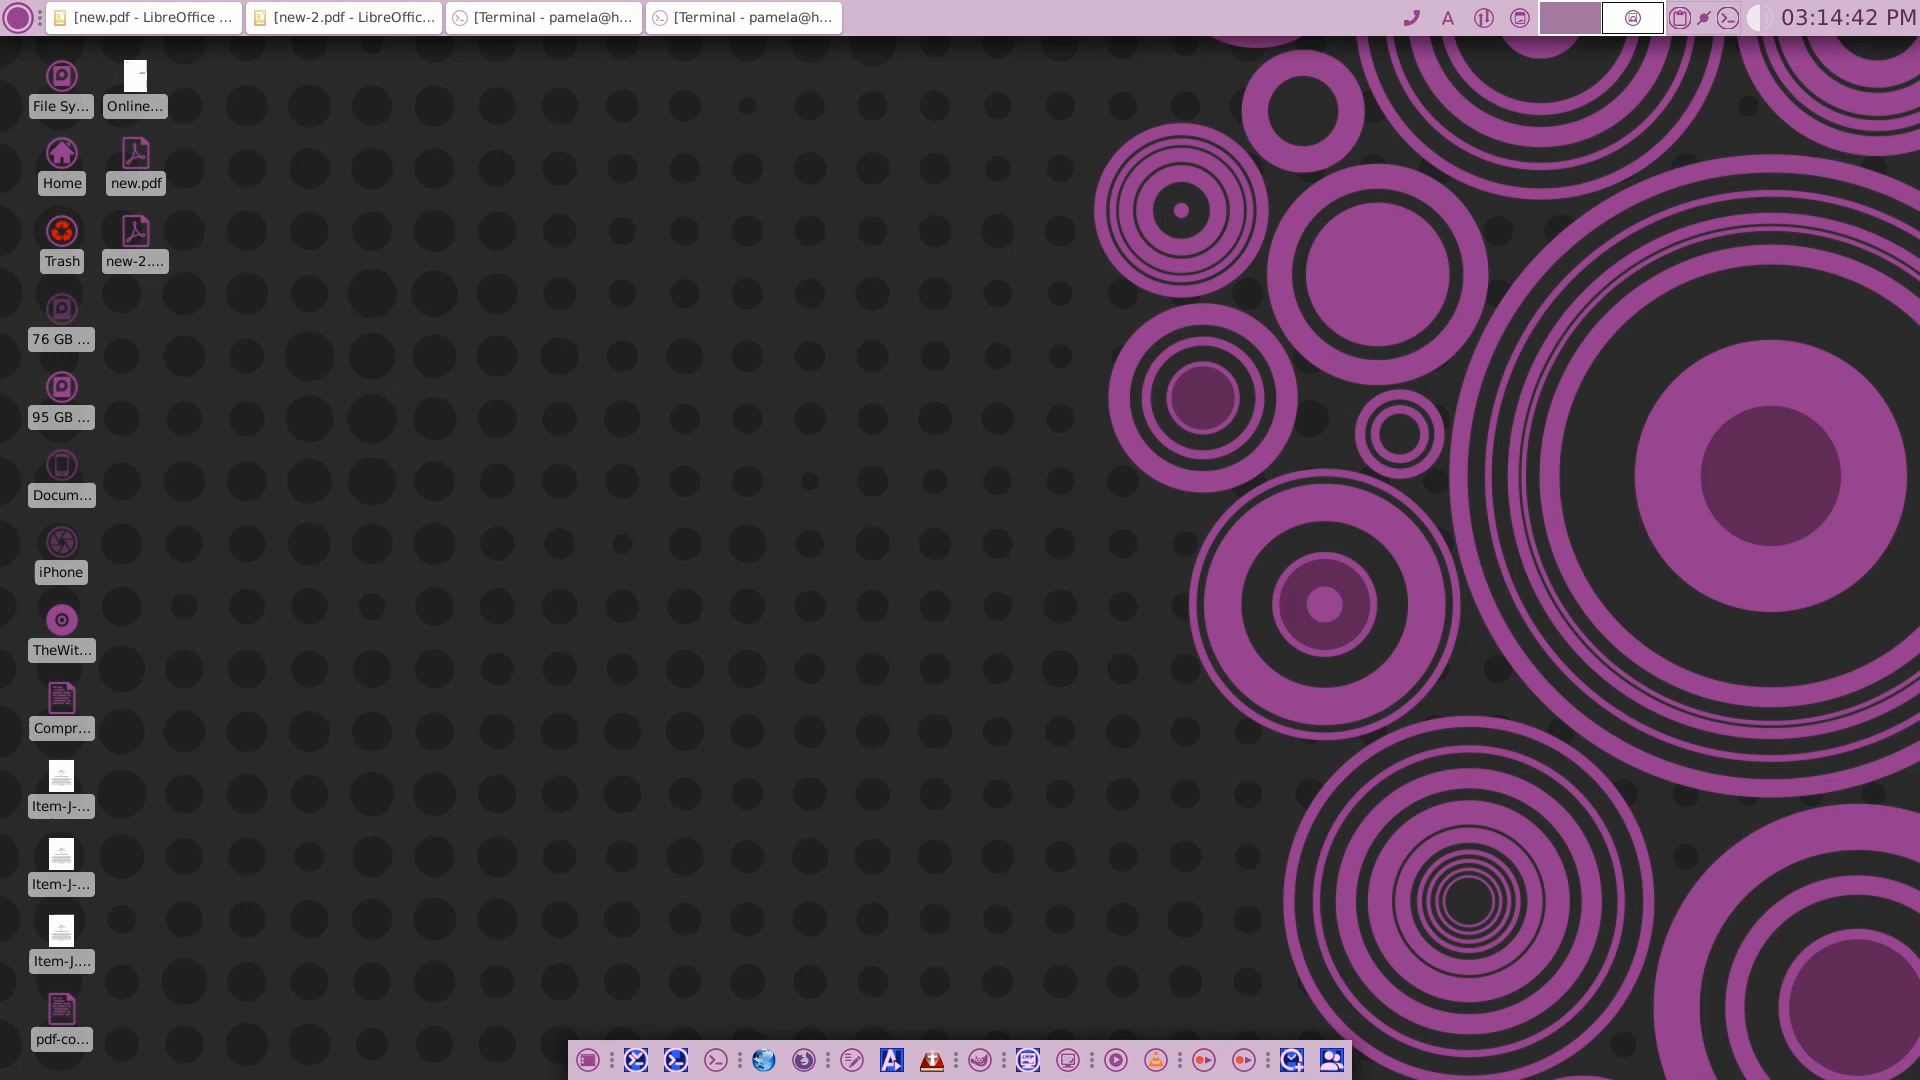 [new.pdf - LibreOffice ...
[new-2.pdf - LibreOffic...
[Terminal - pamela@h...
[Terminal - pamela@h...
A
03:14:42 PM
File Sy...
Online...
Home
new.pdf
Trash
new-2....
76 GB ...
95 GB ...
Docum...
iPhone
TheWit...
Compr...
Item-J-...
Item-J-...
Item-J....
pdf-co...